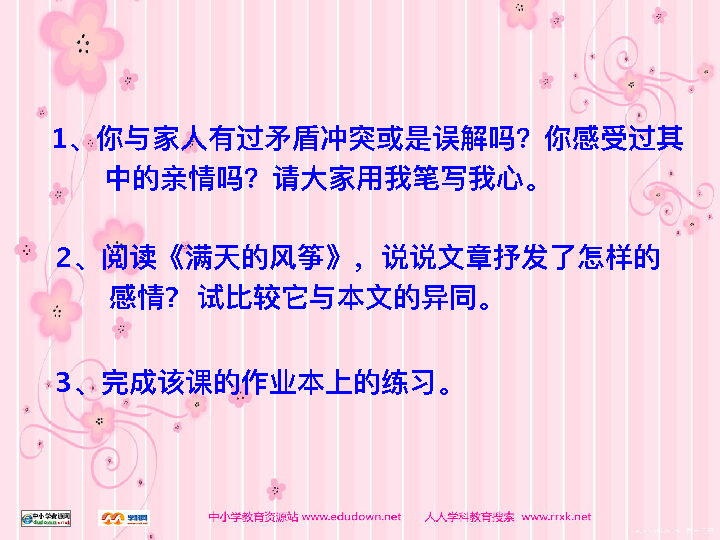 1、你与家人有过矛盾冲突或是误解吗？你感受过其
中的亲情吗？请大家用我笔写我心。
2、阅读《满天的风筝》，说说文章抒发了怎样的
感情？ 试比较它与本文的异同。
3、完成该课的作业本上的练习。
中小学教育资源站 www.edudown.net 人人学科教育搜索 www.rrxk.net